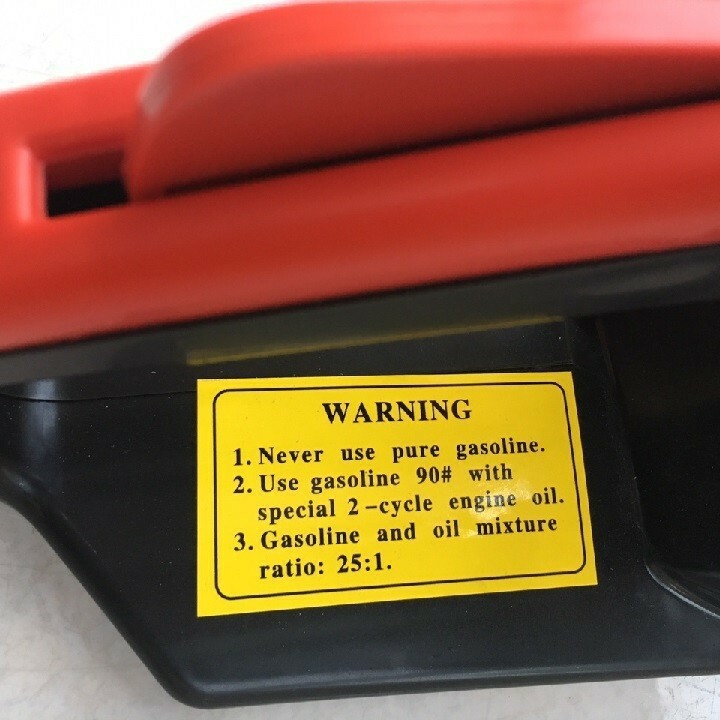 WARNING
1. Never use pure gasoline.
2. Use gasoline 90# with
special 2-cycle engine oil.
3. Gasoline and oil mixture
ratio: 25:1.